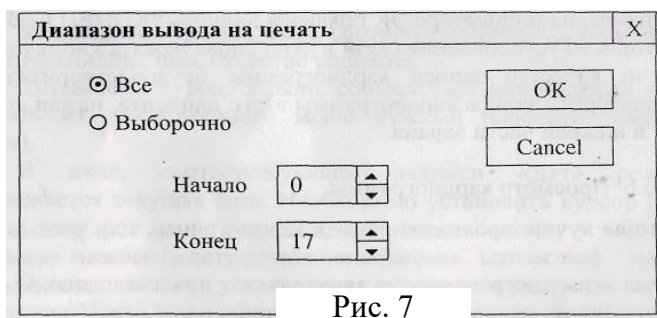 Диапазон вывода на печать X
Все
OK
Выборочно
Cancel
Начало 0
Конец 17
Рис. 7